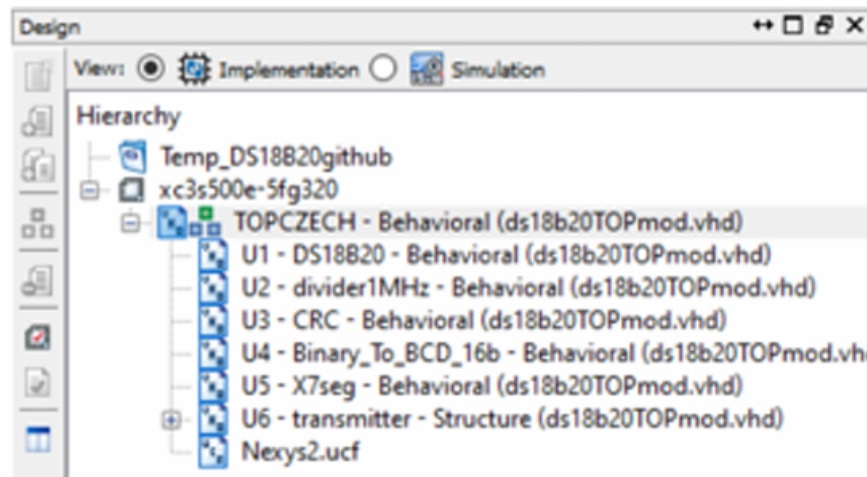 Design
View: Implementation Simulation
Hierarchy
Temp_DS18B20github
xc3s500e-5fg320
TOPCZECH - Behavioral (ds18b20TOPmod.vhd)
U1 - DS18B20 - Behavioral (ds18b20TOPmod.vhd)
U2 - divider1MHz - Behavioral (ds18b20TOPmod.vhd)
U3 - CRC - Behavioral (ds18b20TOPmod.vhd)
U4 - Binary_To_BCD_16b - Behavioral (ds18b20TOPmod.vh
U5 - X7seg - Behavioral (ds18b20TOPmod.vhd)
U6 - transmitter - Structure (ds18b20TOPmod.vhd)
Nexys2.ucf